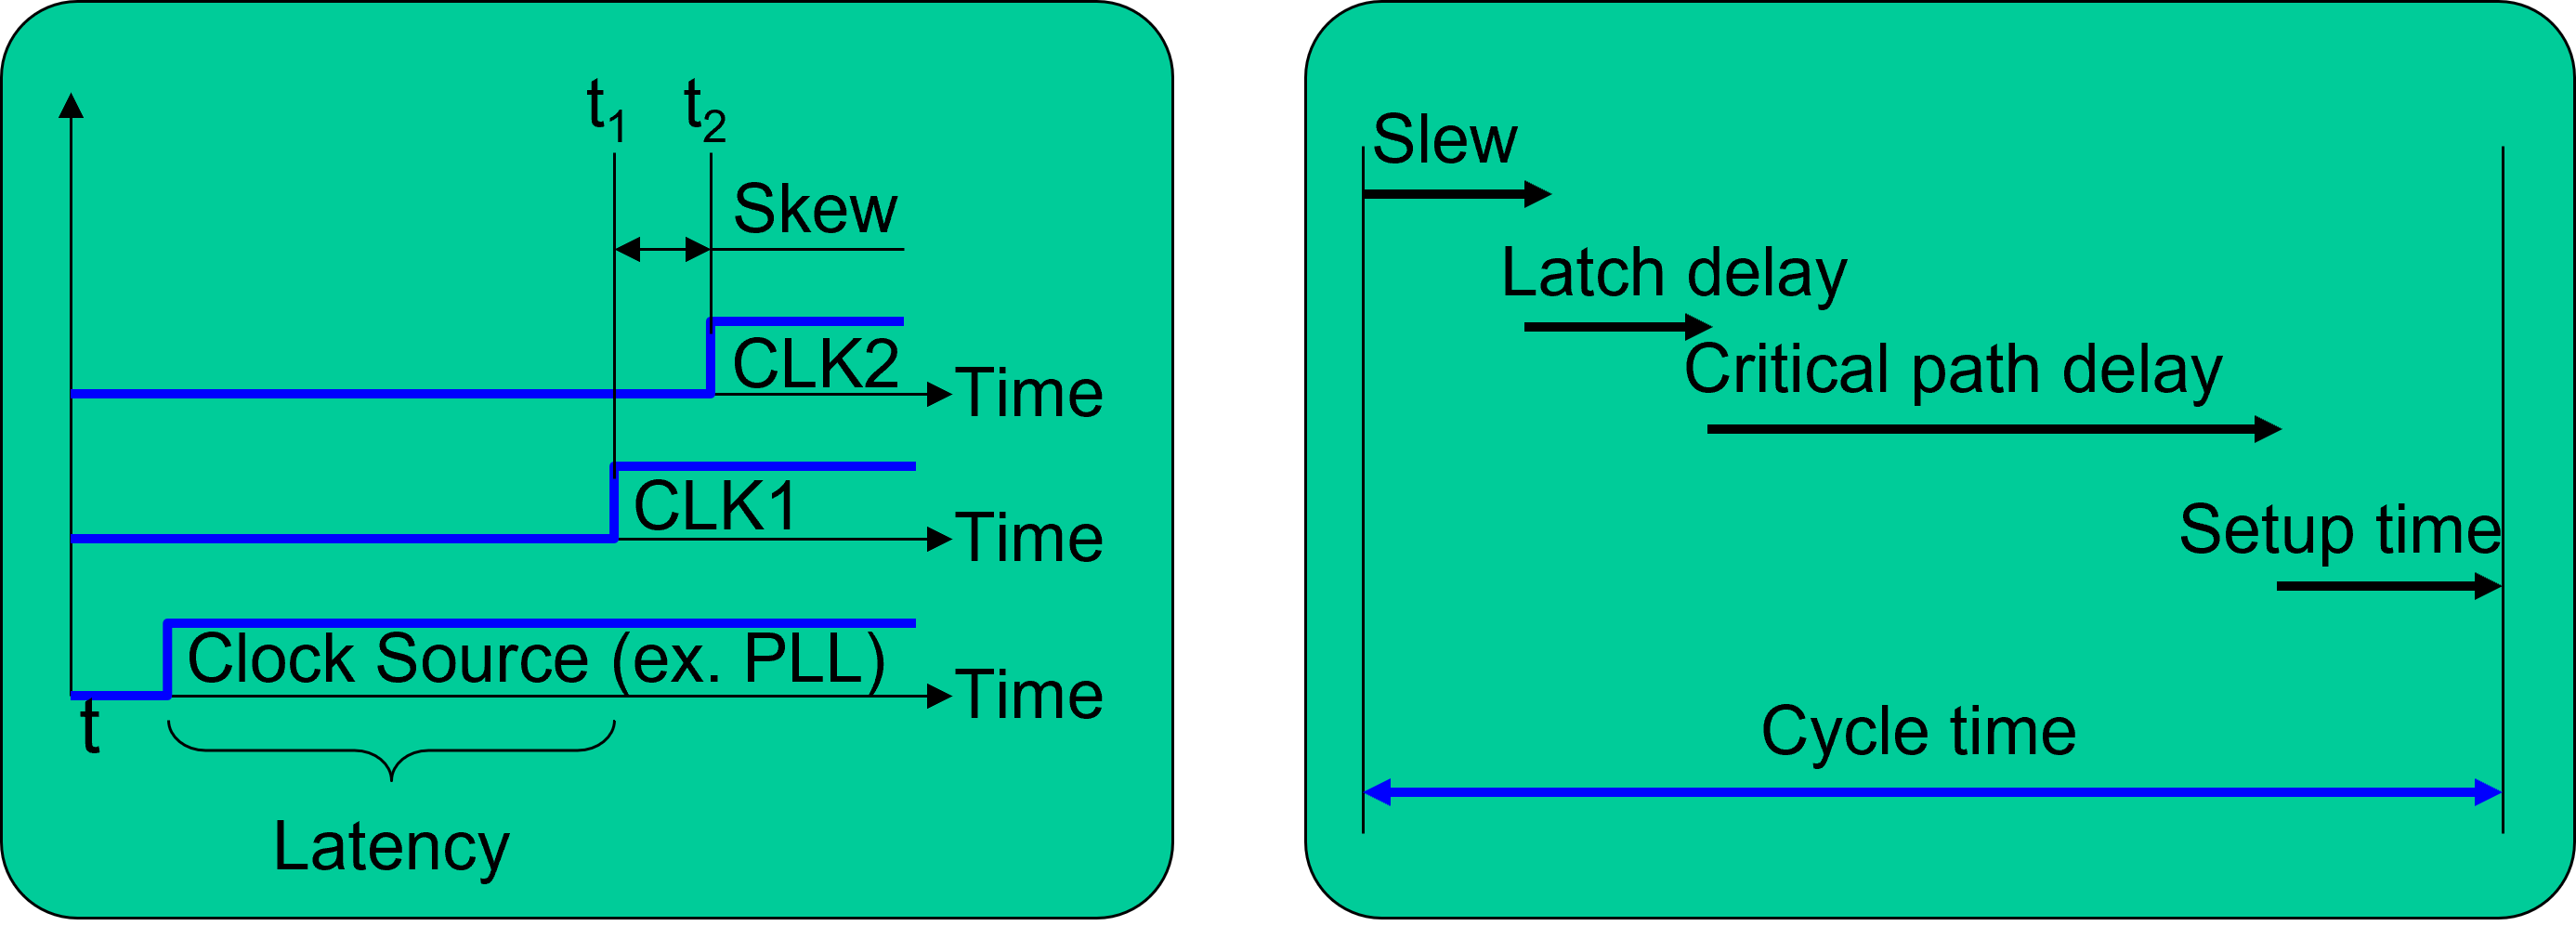 t1 t2
Skew
CLK2
Time
CLK1
Time
Clock Source (ex. PLL)
Time
t
Latency
Slew
Latch delay
Critical path delay
Setup time
Cycle time